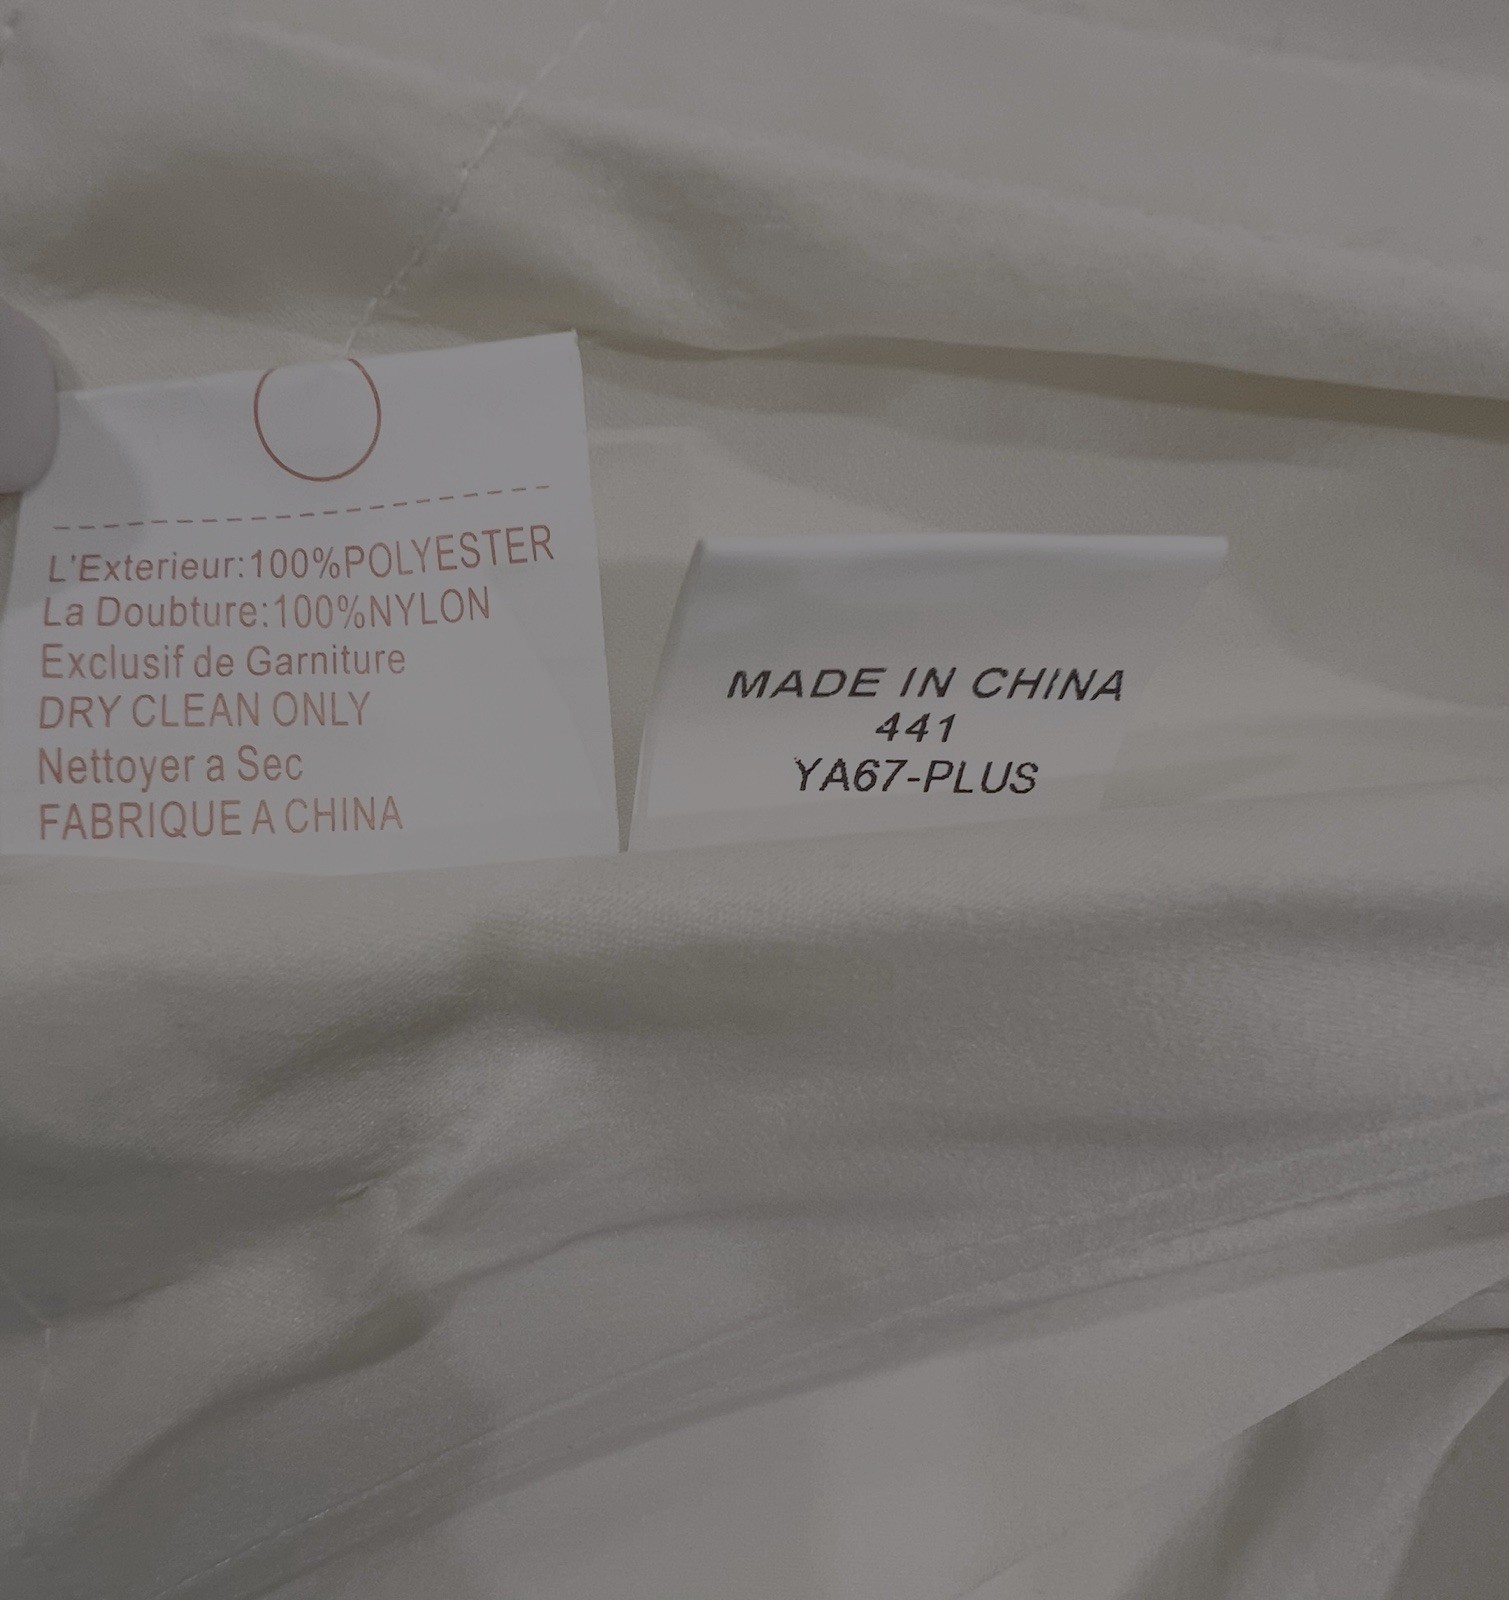 L'Exterieur:100%POLYESTER
La Doubture:100%NYLON
Exclusif de Garniture
DRY CLEAN ONLY
Nettoyer a Sec
FABRIQUE A CHINA
MADE IN CHINA
441
YA67-PLUS